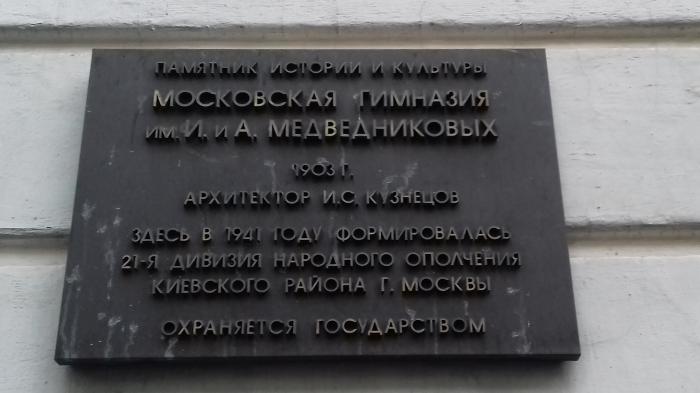 ПАМЯТНИК ИСТОРИИ И КУЛЬТУРЫ
МОСКОВСКАЯ ГИМНАЗИЯ
ИМ. И. И А. МЕДВЕДНИКОВЫХ
1903 Г.
АРХИТЕКТОР И.С. КУЗНЕЦОВ
ЗДЕСЬ В 1941 ГОДУ ФОРМИРОВАЛАСЬ
21-Я ДИВИЗИЯ НАРОДНОГО ОПОЛЧЕНИЯ
КИЕВСКОГО РАЙОНА Г. МОСКВЫ
ОХРАНЯЕТСЯ ГОСУДАРСТВОМ